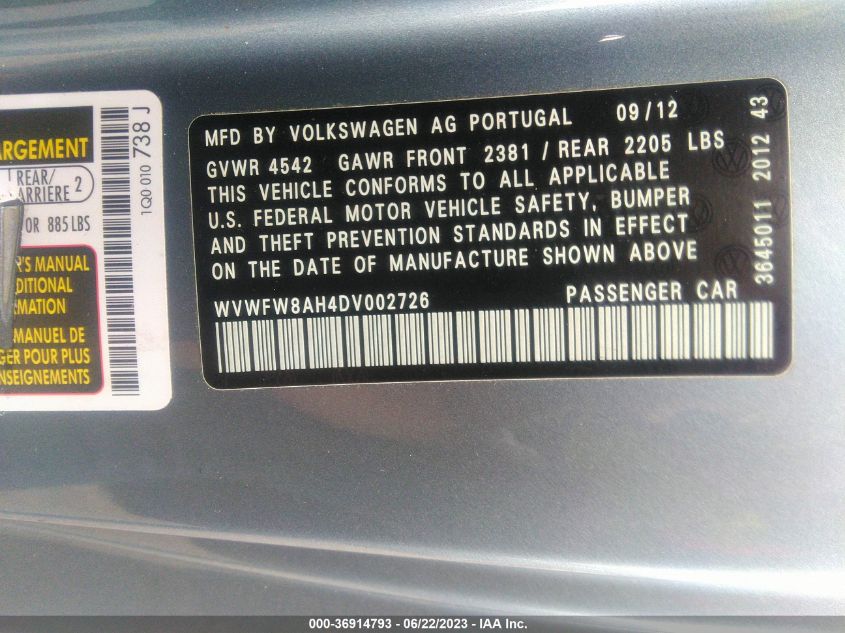 ARGEMENT
REAR/
ARRIERE 2
OR 885 LBS
R'S MANUAL
DITIONAL
MATION
MANUEL DE
GER POUR PLUS
NSEIGNEMENTS
1Q0 010 738 J
MFD BY VOLKSWAGEN AG PORTUGAL 09/12
GVWR 4542 GAWR FRONT 2381 / REAR 2205 LBS
THIS VEHICLE CONFORMS TO ALL APPLICABLE
U.S. FEDERAL MOTOR VEHICLE SAFETY, BUMPER
AND THEFT PREVENTION STANDARDS IN EFFECT
ON THE DATE OF MANUFACTURE SHOWN ABOVE
WVWFW8AH4DV002726 PASSENGER CAR
3645011 2012 43
000-36914793 - 06/22/2023 - IAA Inc.